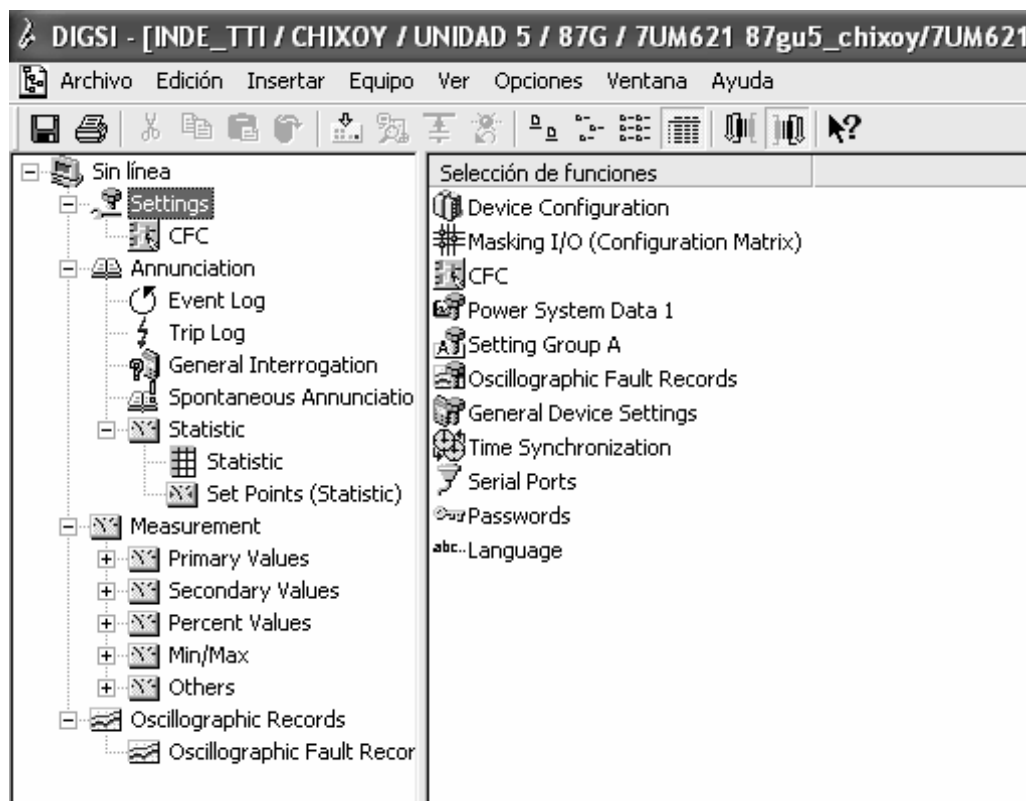 DIGSI - [INDE_TTI / CHIXOY / UNIDAD 5 / 87G / 7UM621 87gu5_chixoy/7UM621
Archivo Edición Insertar Equipo Ver Opciones Ventana Ayuda
Sin línea
Settings
CFC
Annunciation
Event Log
Trip Log
General Interrogation
Spontaneous Annunciatio
Statistic
Statistic
Set Points (Statistic)
Measurement
Primary Values
Secondary Values
Percent Values
Min/Max
Others
Oscillographic Records
Oscillographic Fault Recor
Selección de funciones
Device Configuration
Masking I/O (Configuration Matrix)
CFC
Power System Data 1
Setting Group A
Oscillographic Fault Records
General Device Settings
Time Synchronization
Serial Ports
Passwords
abc.. Language